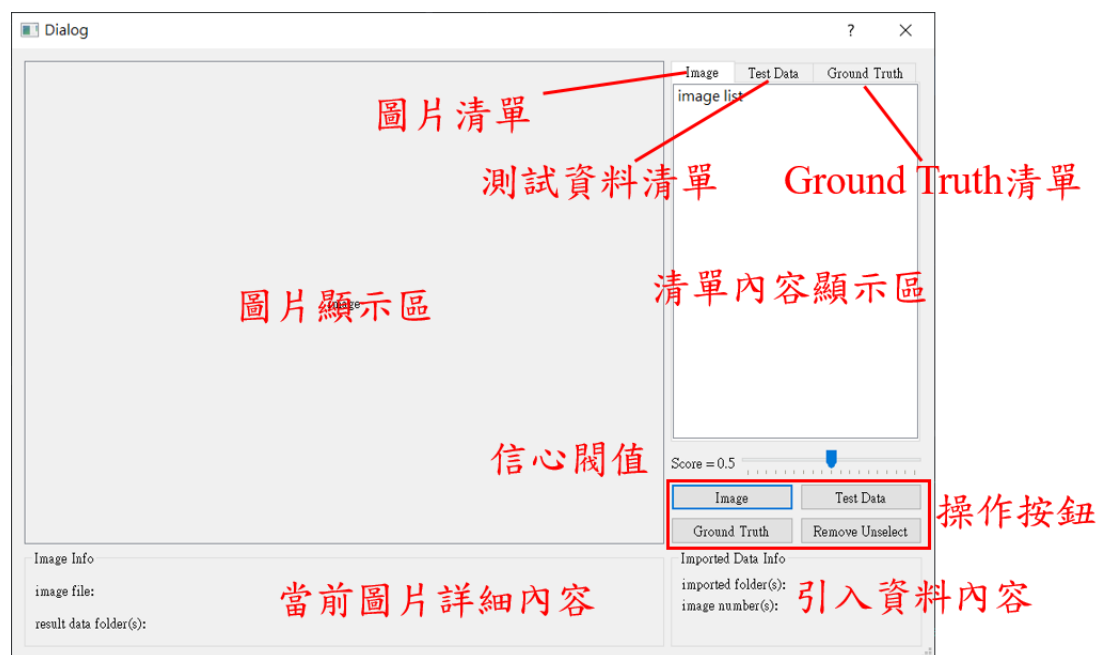 Dialog
?
Image
Test Data
Ground Truth
image list
圖片清單
測試資料清單
Ground Truth清單
清單內容顯示區
圖片顯示區
image
信心閥值
Score = 0.5
Image
Test Data
Ground Truth
Remove Unselect
操作按鈕
Image Info
image file:
result data folder(s):
當前圖片詳細內容
Imported Data Info
imported folder(s):
image number(s):
引入資料內容